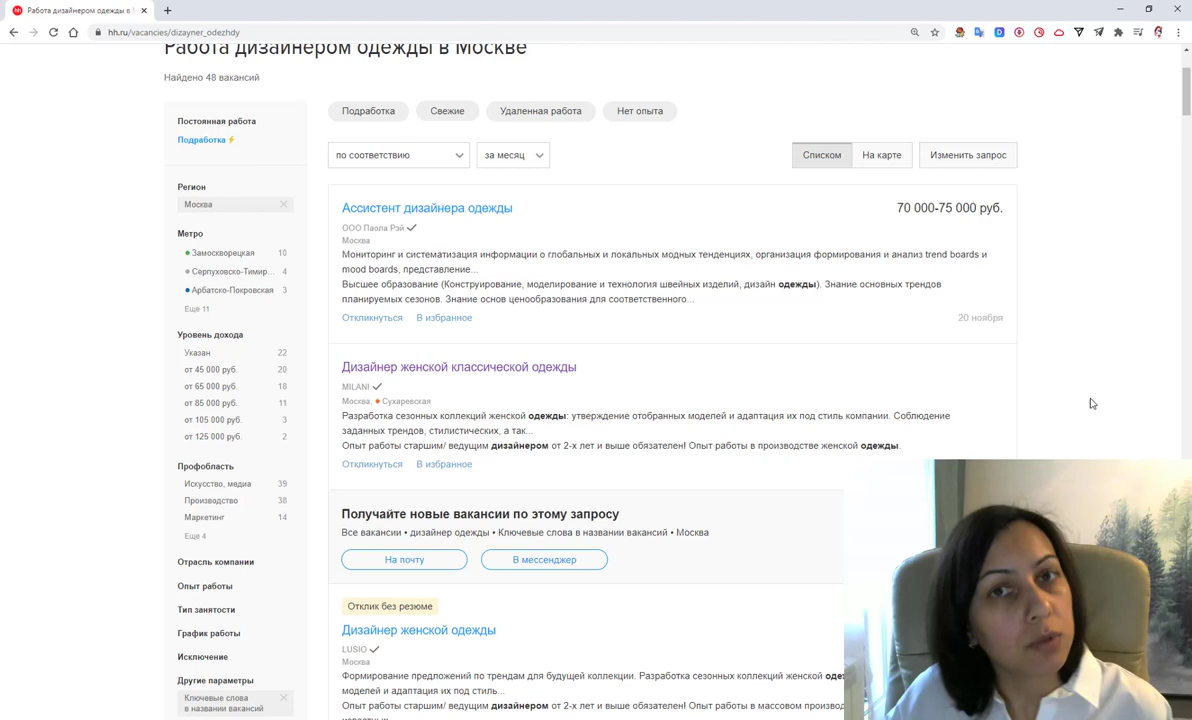 Работа дизайнером одежды в М
hh.ru/vacancies/dizayner_odezhdy
Работа дизайнером одежды в Москве
Найдено 48 вакансий
Постоянная работа
Подработка
Регион
Москва
Метро
Замоскворецкая 10
Серпуховско-Тимир... 4
Арбатско-Покровская 3
Ещё 11
Уровень дохода
Указан 22
от 45 000 руб. 20
от 65 000 руб. 18
от 85 000 руб. 11
от 105 000 руб. 3
от 125 000 руб. 2
Профобласть
Искусство, медиа 39
Производство 38
Маркетинг 14
Ещё 4
Отрасль компании
Опыт работы
Тип занятости
График работы
Исключение
Другие параметры
Ключевые слова
в названии вакансий
Подработка Свежие Удаленная работа Нет опыта
по соответствию за месяц Списком На карте Изменить запрос
Ассистент дизайнера одежды 70 000-75 000 руб.
ООО Паола Рэй
Москва
Мониторинг и систематизация информации о глобальных и локальных модных тенденциях, организация формирования и анализ trend boards и
mood boards, представление...
Высшее образование (Конструирование, моделирование и технология швейных изделий, дизайн одежды). Знание основных трендов
планируемых сезонов. Знание основ ценообразования для соответственного...
Откликнуться В избранное 20 ноября
Дизайнер женской классической одежды
MILANI
Москва, Сухаревская
Разработка сезонных коллекций женской одежды: утверждение отобранных моделей и адаптация их под стиль компании. Соблюдение
заданных трендов, стилистических, а так...
Опыт работы старшим/ ведущим дизайнером от 2-х лет и выше обязателен! Опыт работы в производстве женской одежды.
Откликнуться В избранное
Получайте новые вакансии по этому запросу
Все вакансии • дизайнер одежды • Ключевые слова в названии вакансий • Москва
На почту В мессенджер
Отклик без резюме
Дизайнер женской одежды
LUSIO
Москва
Формирование предложений по трендам для будущей коллекции. Разработка сезонных коллекций женской
моделей и адаптация их под стиль...
Опыт работы старшим/ ведущим дизайнером от 2-х лет и выше обязателен! Опыт работы в массовом